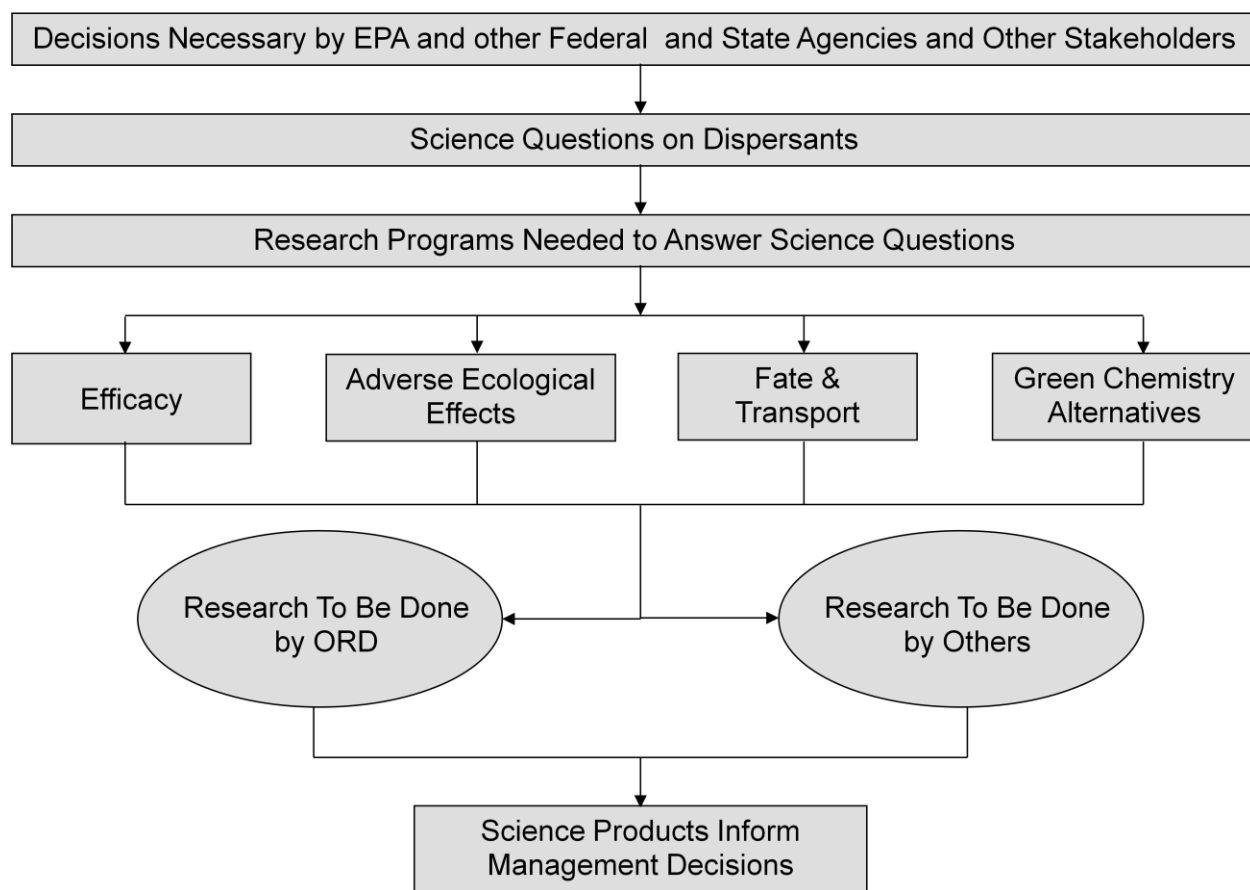 Decisions Necessary by EPA and other Federal and State Agencies and Other Stakeholders
Science Questions on Dispersants
Research Programs Needed to Answer Science Questions
Efficacy
Adverse Ecological
Effects
Fate &
Transport
Green Chemistry
Alternatives
Research To Be Done
by ORD
Research To Be Done
by Others
Science Products Inform
Management Decisions